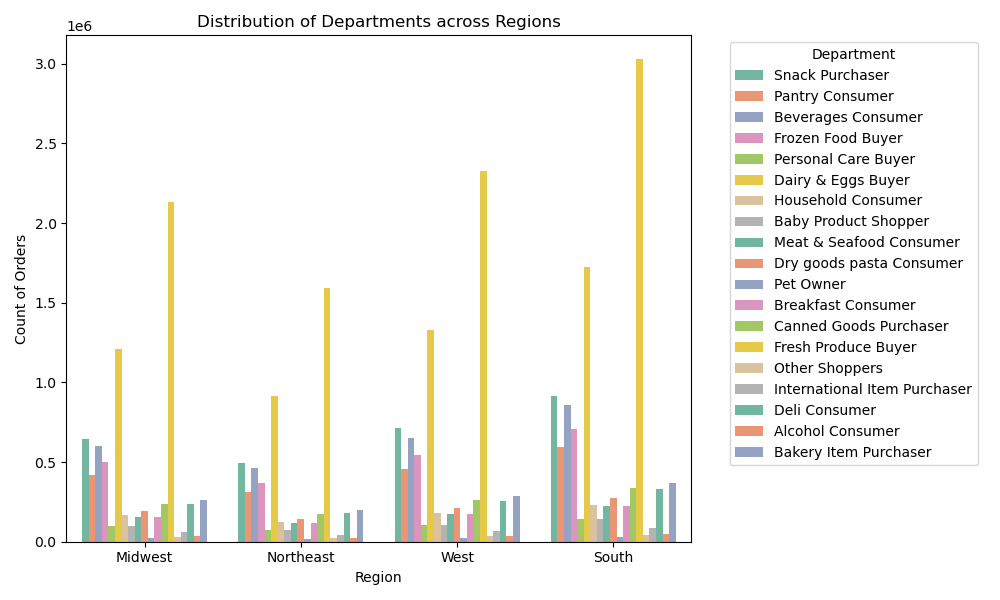 Distribution of Departments across Regions
1e6
3.0
2.5
2.0
1.5
1.0
0.5
0.0
Count of Orders
Midwest
Northeast
West
South
Region
Department
Snack Purchaser
Pantry Consumer
Beverages Consumer
Frozen Food Buyer
Personal Care Buyer
Dairy & Eggs Buyer
Household Consumer
Baby Product Shopper
Meat & Seafood Consumer
Dry goods pasta Consumer
Pet Owner
Breakfast Consumer
Canned Goods Purchaser
Fresh Produce Buyer
Other Shoppers
International Item Purchaser
Deli Consumer
Alcohol Consumer
Bakery Item Purchaser